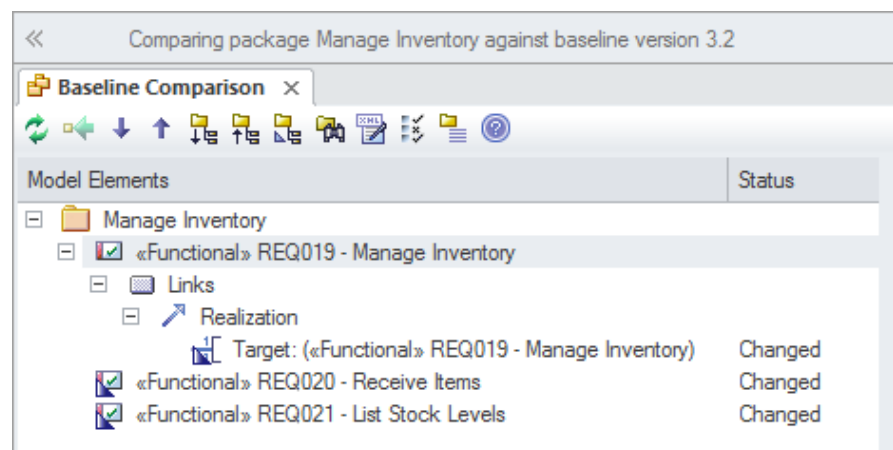 Comparing package Manage Inventory against baseline version 3.2
Baseline Comparison
Model Elements Status
Manage Inventory
«Functional» REQ019 - Manage Inventory
Links
Realization
Target: («Functional» REQ019 - Manage Inventory) Changed
«Functional» REQ020 - Receive Items Changed
«Functional» REQ021 - List Stock Levels Changed